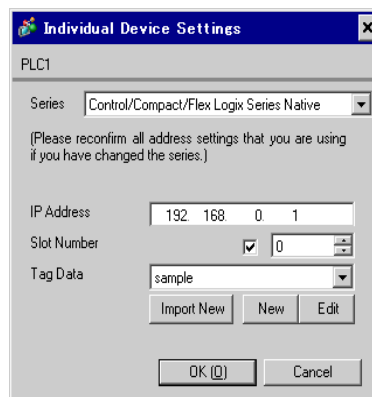 Individual Device Settings
PLC1
Series Control/Compact/Flex Logix Series Native
(Please reconfirm all address settings that you are using
if you have changed the series.)
IP Address 192. 168. 0. 1
Slot Number 0
Tag Data sample
Import New New Edit
OK (O) Cancel